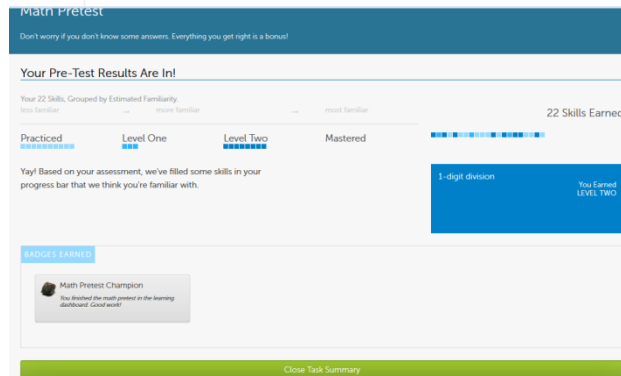 Math Pretest
Don't worry if you don't know some answers. Everything you get right is a bonus!
Your Pre-Test Results Are In!
Your 22 Skills, Grouped by Estimated Familiarity.
less familiar ... more familiar ... most familiar
22 Skills Earned
Practiced Level One Level Two Mastered
Yay! Based on your assessment, we've filled some skills in your
progress bar that we think you're familiar with.
1-digit division
You Earned
LEVEL TWO
BADGES EARNED
Math Pretest Champion
You finished the math pretest in the learning
dashboard. Good work!
Close Task Summary